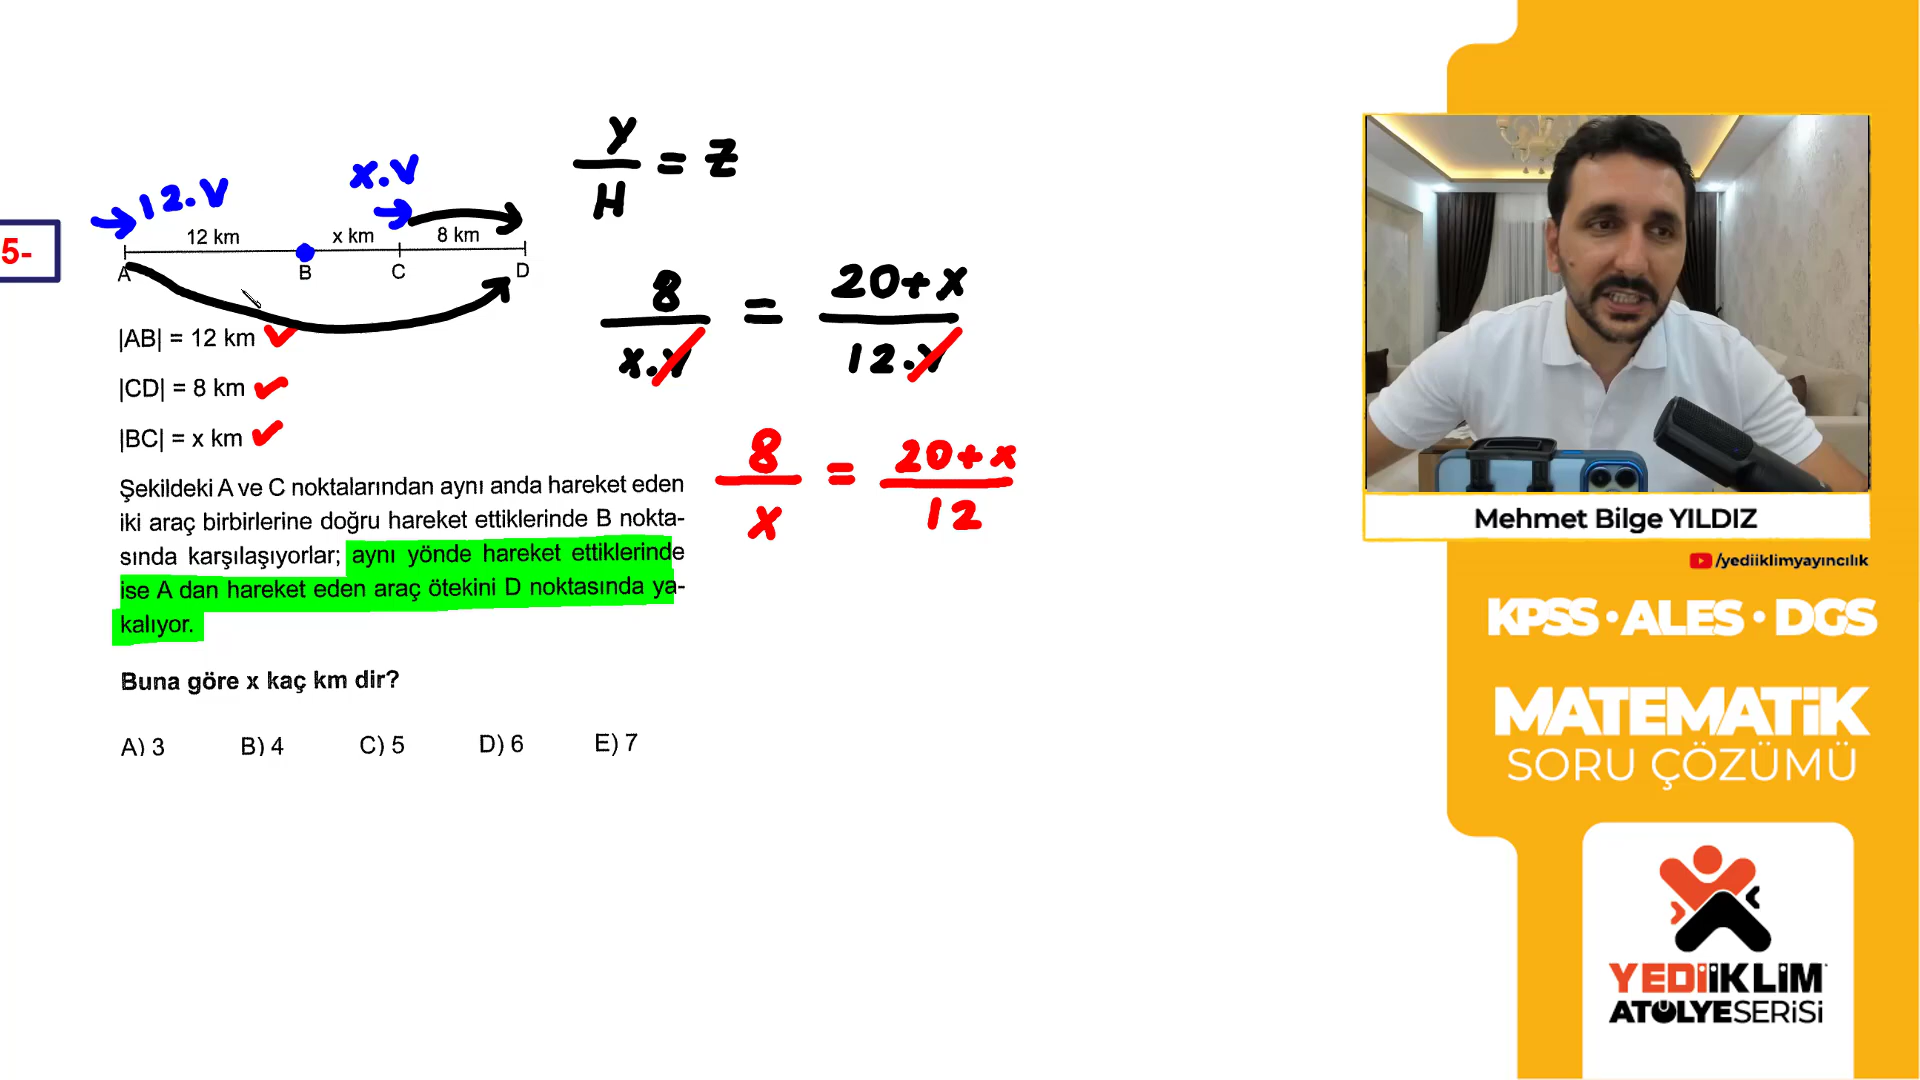 5-
12.V
x.V
12 km
x km
8 km
A
B
C
D
|AB| = 12 km
|CD| = 8 km
|BC| = x km
Şekildeki A ve C noktalarından aynı anda hareket eden
iki araç birbirlerine doğru hareket ettiklerinde B nokta-
sında karşılaşıyorlar; aynı yönde hareket ettiklerinde
ise A dan hareket eden araç ötekini D noktasında ya-
kalıyor.
Buna göre x kaç km dir?
A) 3 B) 4 C) 5 D) 6 E) 7
y/H = z
8/x.V = 20+x/12.V
8/x = 20+x/12
Mehmet Bilge YILDIZ
/yediiklimyayıncılık
KPSS • ALES • DGS
MATEMATİK
SORU ÇÖZÜMÜ
YEDİİKLİM
ATÖLYESERİSİ